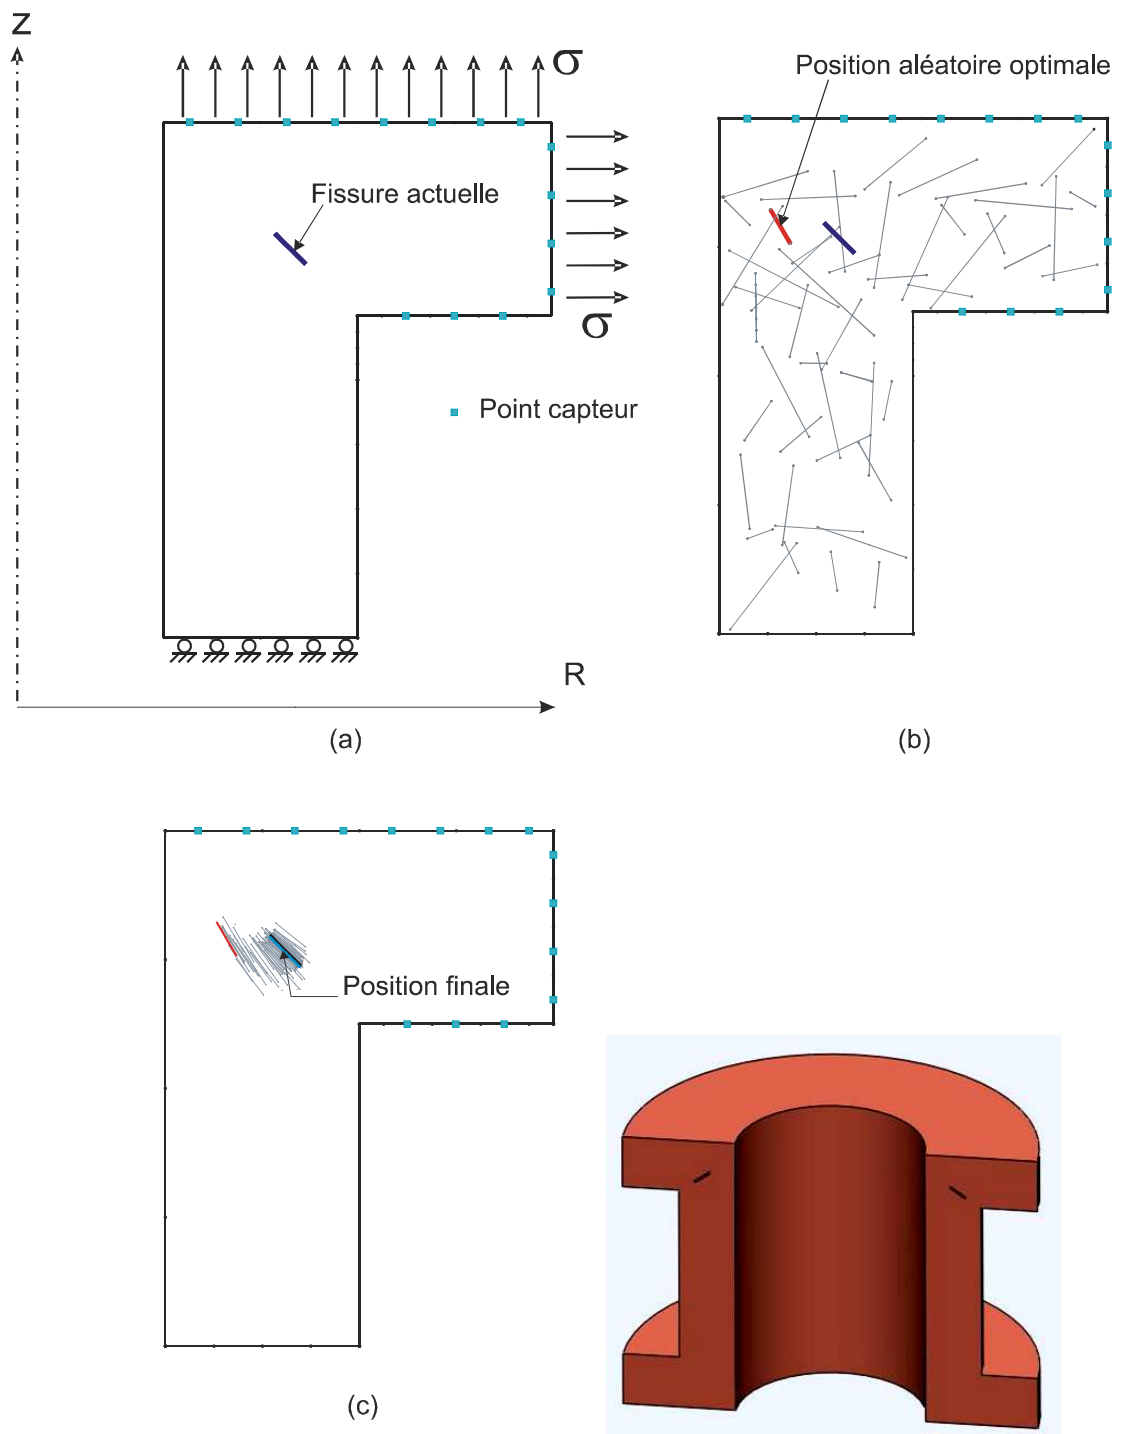 Z
σ
Fissure actuelle
σ
Point capteur
R
(a)
Position aléatoire optimale
(b)
Position finale
(c)